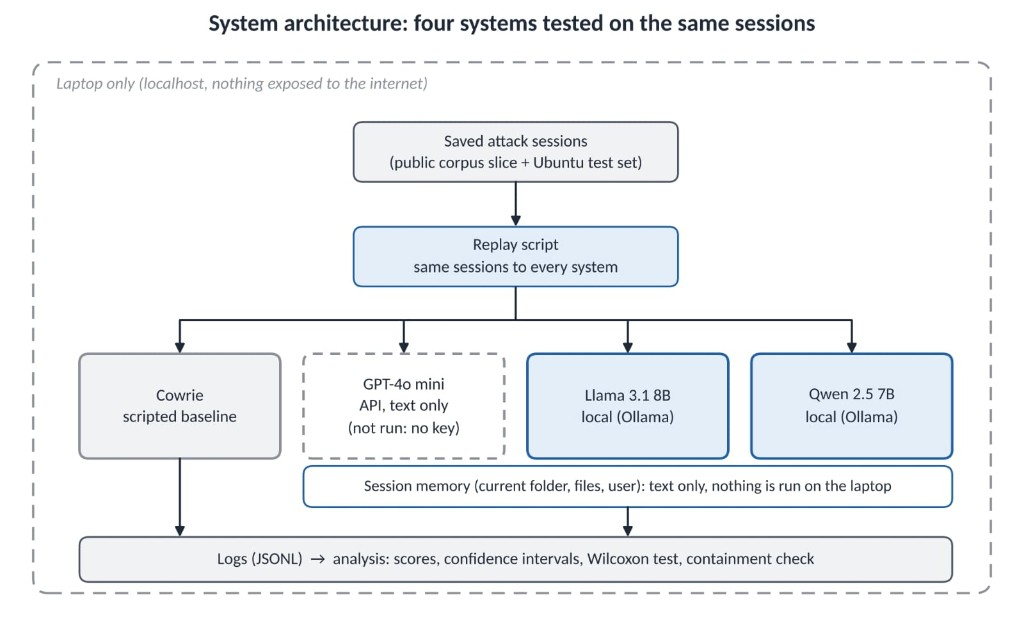 System architecture: four systems tested on the same sessions
Laptop only (localhost, nothing exposed to the internet)
Saved attack sessions
(public corpus slice + Ubuntu test set)
Replay script
same sessions to every system
Cowrie
scripted baseline
GPT-4o mini
API, text only
(not run: no key)
Llama 3.1 8B
local (Ollama)
Qwen 2.5 7B
local (Ollama)
Session memory (current folder, files, user): text only, nothing is run on the laptop
Logs (JSONL) → analysis: scores, confidence intervals, Wilcoxon test, containment check